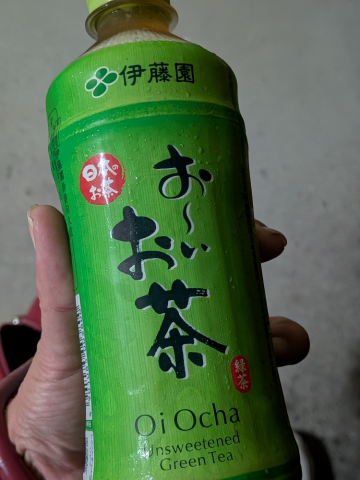 伊藤園
日本の
お茶
お〜い
お茶
緑茶
Oi Ocha
Unsweetened
Green Tea